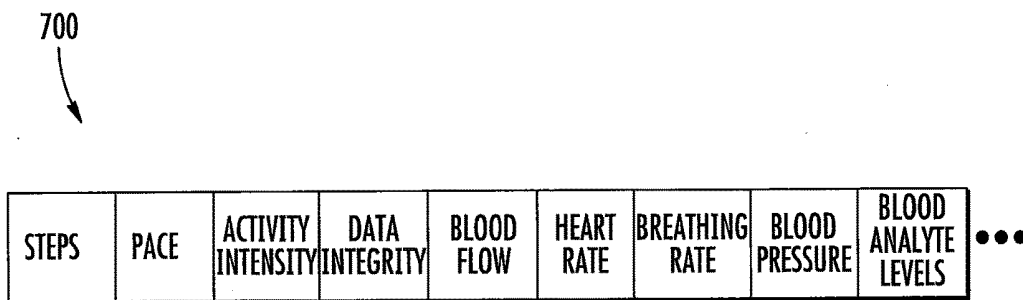 700
STEPS
PACE
ACTIVITY
INTENSITY
DATA
INTEGRITY
BLOOD
FLOW
HEART
RATE
BREATHING
RATE
BLOOD
PRESSURE
BLOOD
ANALYTE
LEVELS